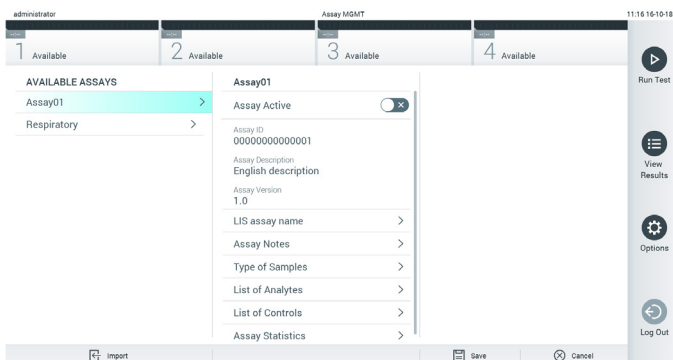 administrator
Assay MGMT
11:16 16-10-18
--:--
1 Available
--:--
2 Available
--:--
3 Available
--:--
4 Available
Run Test
View
Results
Options
Log Out
AVAILABLE ASSAYS
Assay01
Respiratory
Assay01
Assay Active
Assay ID
00000000000001
Assay Description
English description
Assay Version
1.0
LIS assay name
Assay Notes
Type of Samples
List of Analytes
List of Controls
Assay Statistics
Import
Save
Cancel